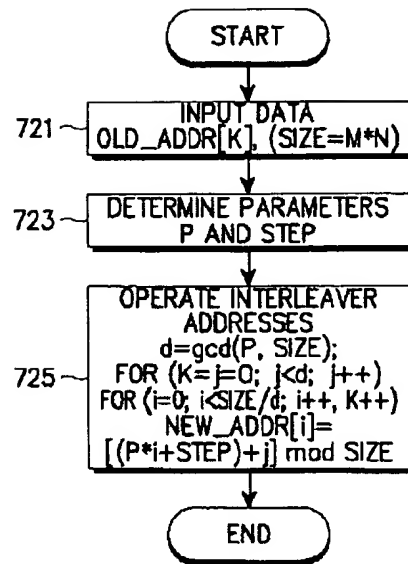 START
721
INPUT DATA
OLD_ADDR[K], (SIZE=M*N)
723
DETERMINE PARAMETERS
P AND STEP
725
OPERATE INTERLEAVER
ADDRESSES
d=gcd(P, SIZE);
FOR (K=j=0; j<d; j++)
FOR (i=0; i<SIZE/d; i++, K++)
NEW_ADDR[i]=
[(P*i+STEP)+j] mod SIZE
END